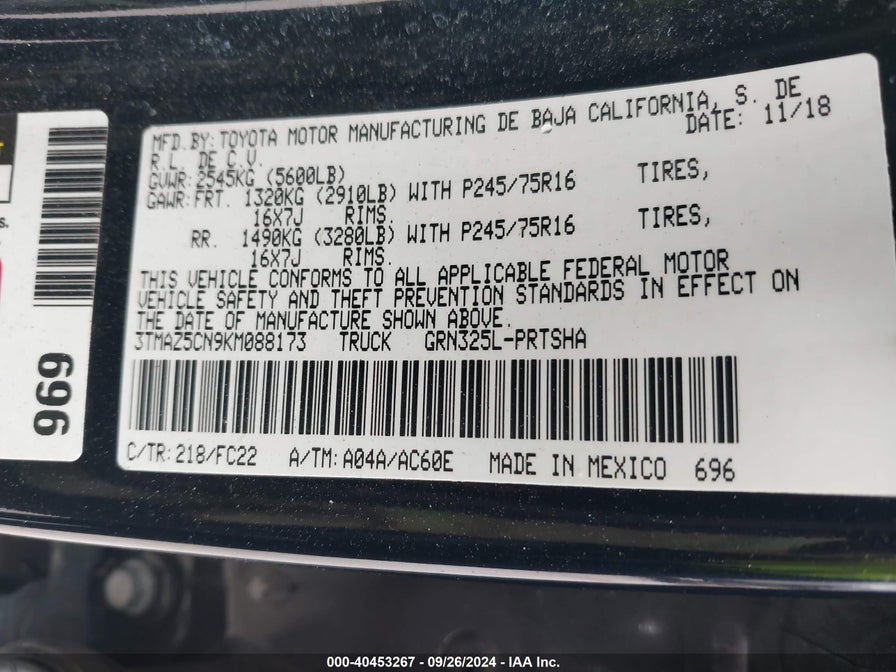 MFD.BY:TOYOTA MOTOR MANUFACTURING DE BAJA CALIFORNIA, S. DE
R.L. DE C.V. DATE: 11/18
GVWR:2545KG (5600LB)
GAWR:FRT. 1320KG (2910LB) WITH P245/75R16 TIRES,
16X7J RIMS.
RR. 1490KG (3280LB) WITH P245/75R16 TIRES,
16X7J RIMS.
THIS VEHICLE CONFORMS TO ALL APPLICABLE FEDERAL MOTOR
VEHICLE SAFETY AND THEFT PREVENTION STANDARDS IN EFFECT ON
THE DATE OF MANUFACTURE SHOWN ABOVE.
3TMAZ5CN9KM088173 TRUCK GRN325L-PRTSHA
C/TR:218/FC22 A/TM:A04A/AC60E MADE IN MEXICO 696
969
000-40453267 - 09/26/2024 - IAA Inc.